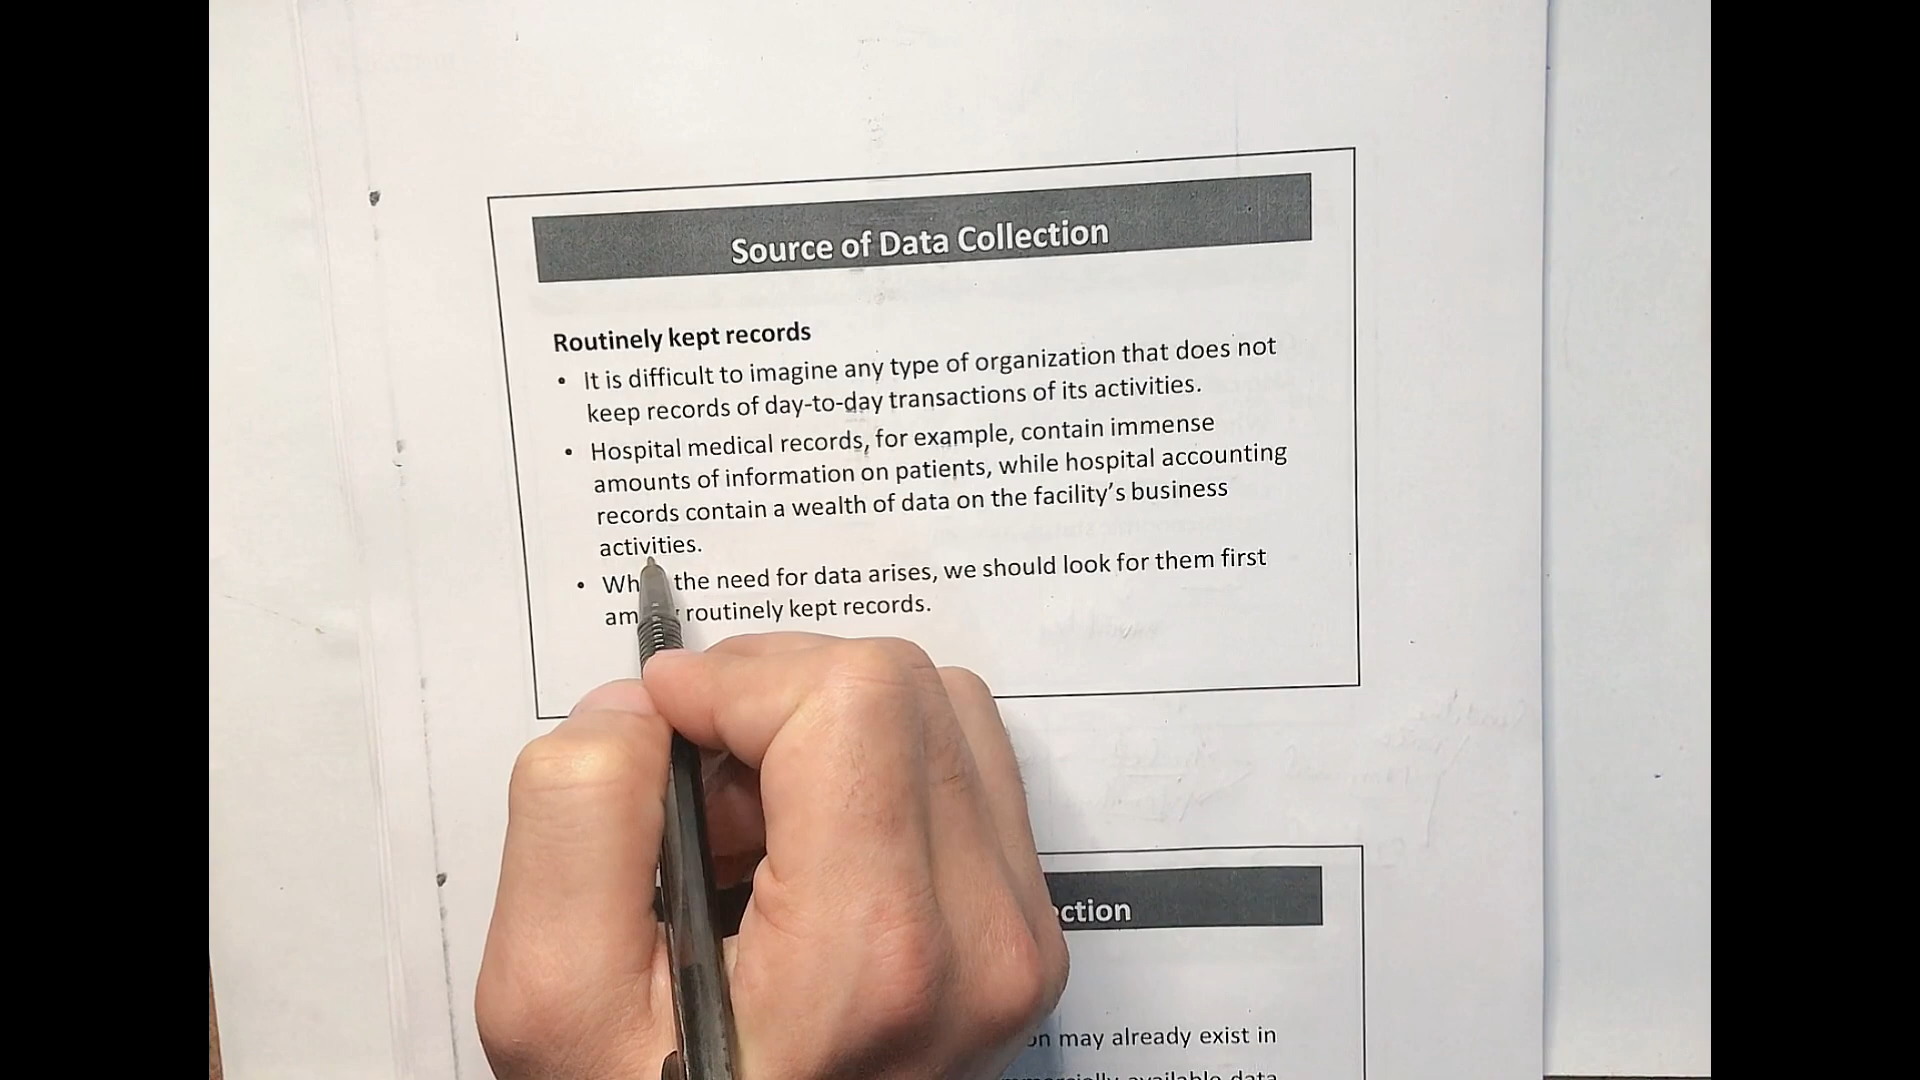 Source of Data Collection
Routinely kept records
• It is difficult to imagine any type of organization that does not
keep records of day-to-day transactions of its activities.
• Hospital medical records, for example, contain immense
amounts of information on patients, while hospital accounting
records contain a wealth of data on the facility’s business
activities.
• the need for data arises, we should look for them first
routinely kept records.
may already exist in
available data